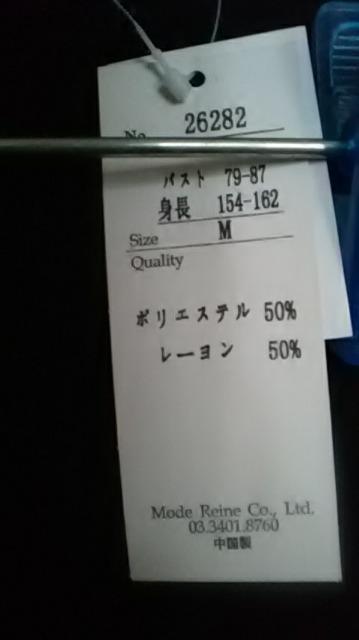 No. 26282
バスト 79-87
身長 154-162
Size M
Quality
ポリエステル 50%
レーヨン 50%
Mode Reine Co., Ltd.
03.3401.8760
中国製